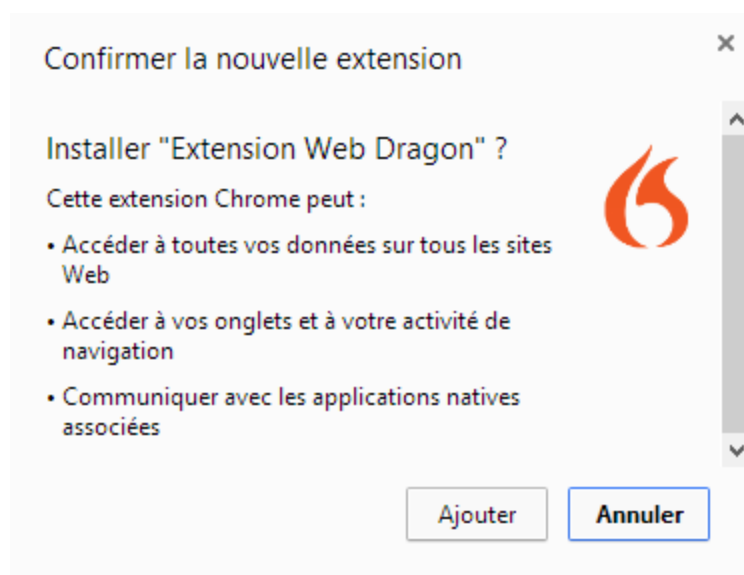 Confirmer la nouvelle extension
Installer "Extension Web Dragon" ?
Cette extension Chrome peut :
• Accéder à toutes vos données sur tous les sites
Web
• Accéder à vos onglets et à votre activité de
navigation
• Communiquer avec les applications natives
associées
Ajouter
Annuler